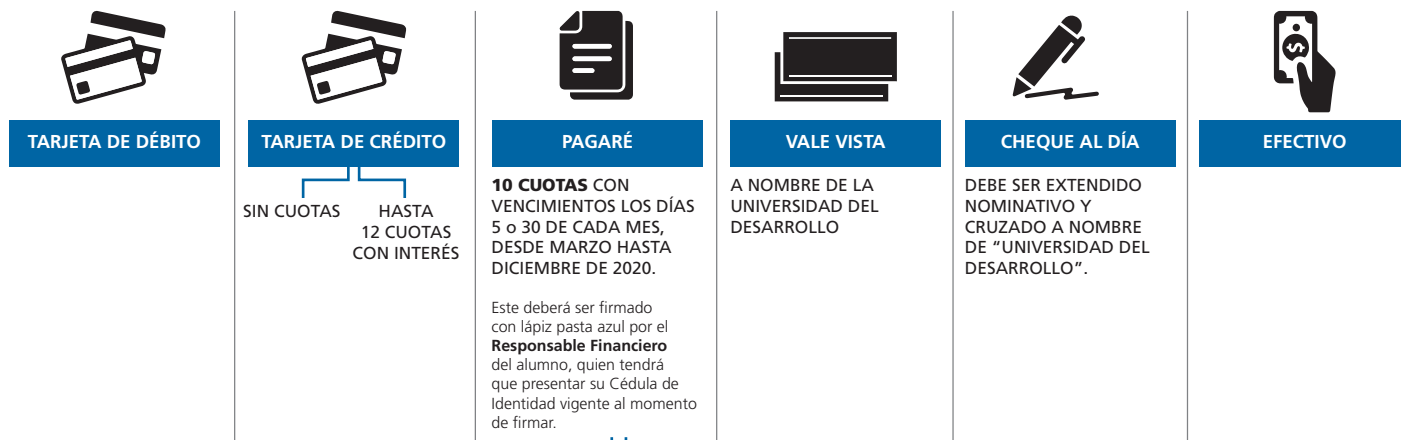 TARJETA DE DÉBITO
TARJETA DE CRÉDITO
SIN CUOTAS
HASTA
12 CUOTAS
CON INTERÉS
PAGARÉ
10 CUOTAS CON
VENCIMIENTOS LOS DÍAS
5 o 30 DE CADA MES,
DESDE MARZO HASTA
DICIEMBRE DE 2020.
Este deberá ser firmado
con lápiz pasta azul por el
Responsable Financiero
del alumno, quien tendrá
que presentar su Cédula de
Identidad vigente al momento
de firmar.
VALE VISTA
A NOMBRE DE LA
UNIVERSIDAD DEL
DESARROLLO
CHEQUE AL DÍA
DEBE SER EXTENDIDO
NOMINATIVO Y
CRUZADO A NOMBRE
DE “UNIVERSIDAD DEL
DESARROLLO”.
$
EFECTIVO